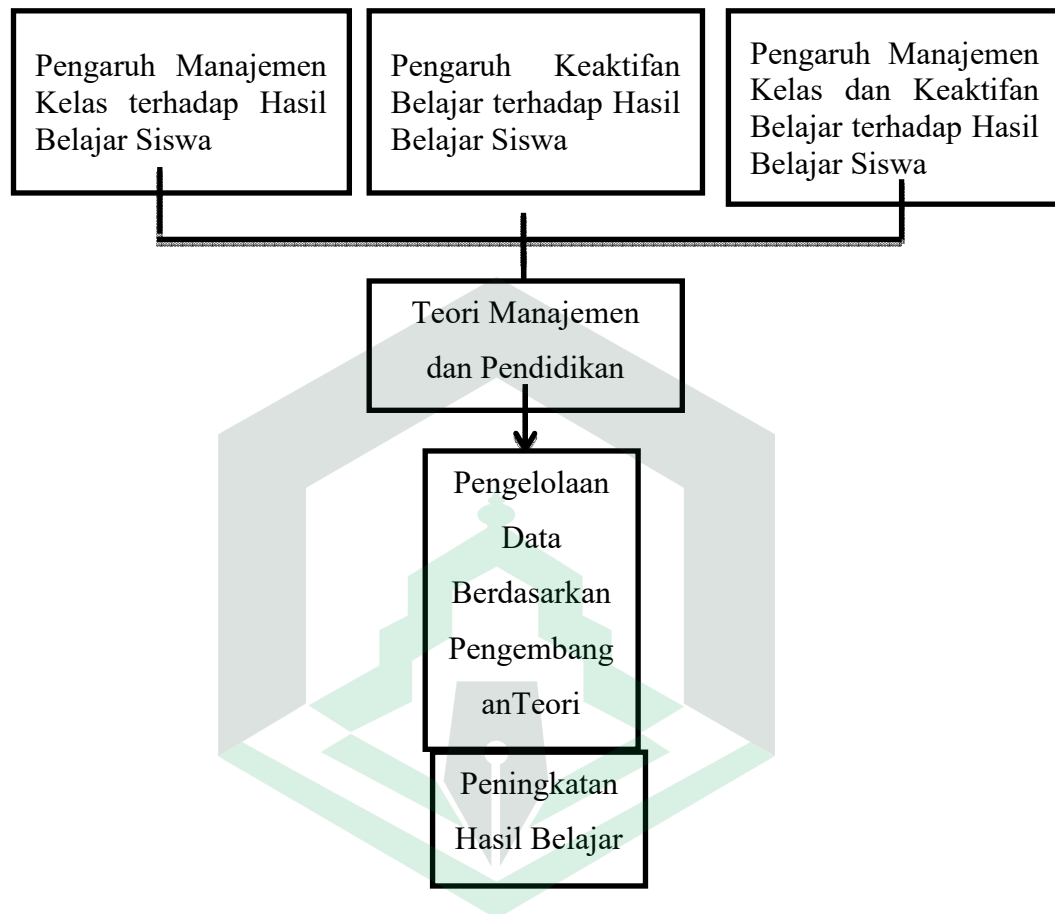 Pengaruh Manajemen
Kelas terhadap Hasil
Belajar Siswa
Pengaruh Keaktifan
Belajar terhadap Hasil
Belajar Siswa
Pengaruh Manajemen
Kelas dan Keaktifan
Belajar terhadap Hasil
Belajar Siswa
Teori Manajemen
dan Pendidikan
Pengelolaan
Data
Berdasarkan
Pengembang
anTeori
Peningkatan
Hasil Belajar